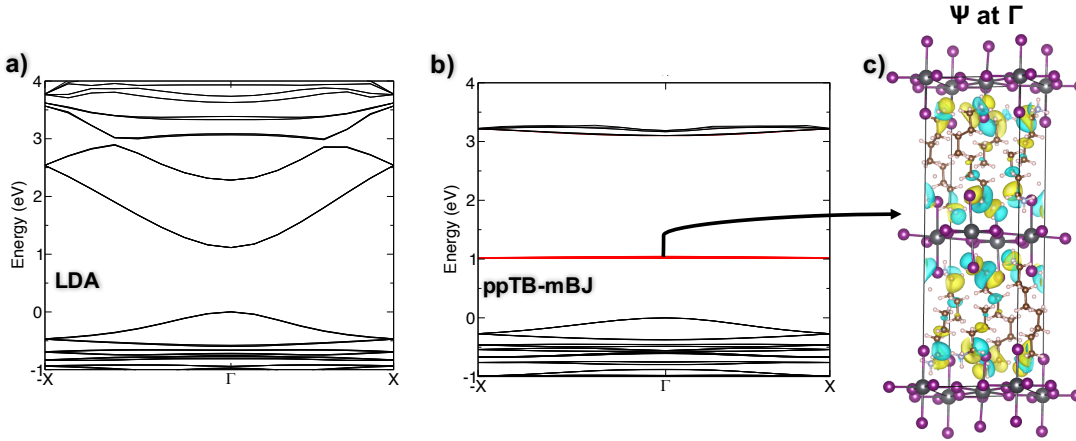 Ψ at Γ
a)
b)
c)
4
3
2
1
0
-1
Energy (eV)
LDA
-X
Γ
X
4
3
2
1
0
-1
Energy (eV)
ppTB-mBJ
-X
Γ
X